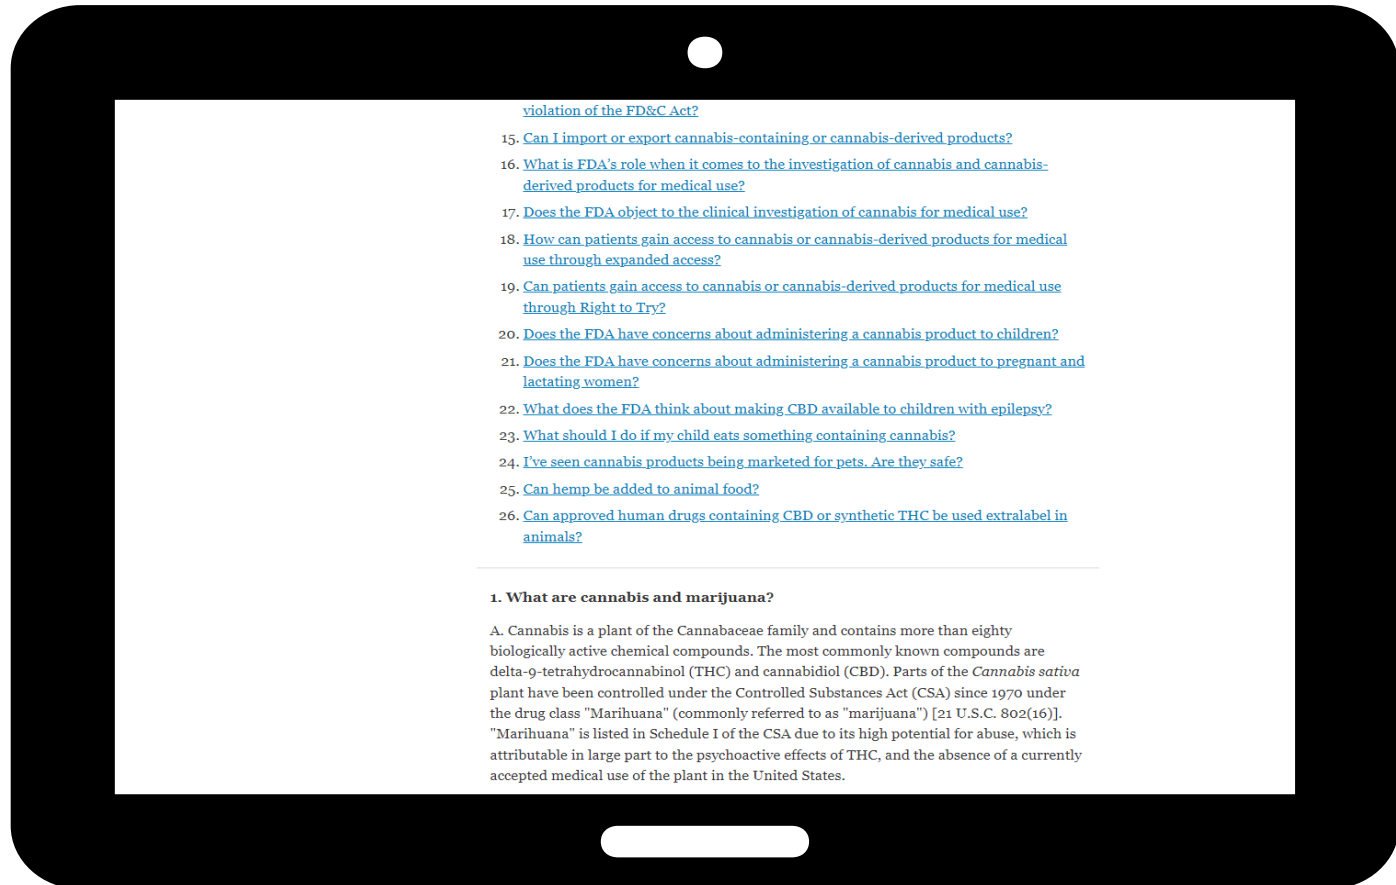 violation of the FD&C Act?
15. Can I import or export cannabis-containing or cannabis-derived products?
16. What is FDA's role when it comes to the investigation of cannabis and cannabis-
derived products for medical use?
17. Does the FDA object to the clinical investigation of cannabis for medical use?
18. How can patients gain access to cannabis or cannabis-derived products for medical
use through expanded access?
19. Can patients gain access to cannabis or cannabis-derived products for medical use
through Right to Try?
20. Does the FDA have concerns about administering a cannabis product to children?
21. Does the FDA have concerns about administering a cannabis product to pregnant and
lactating women?
22. What does the FDA think about making CBD available to children with epilepsy?
23. What should I do if my child eats something containing cannabis?
24. I've seen cannabis products being marketed for pets. Are they safe?
25. Can hemp be added to animal food?
26. Can approved human drugs containing CBD or synthetic THC be used extralabel in
animals?
1. What are cannabis and marijuana?
A. Cannabis is a plant of the Cannabaceae family and contains more than eighty
biologically active chemical compounds. The most commonly known compounds are
delta-9-tetrahydrocannabinol (THC) and cannabidiol (CBD). Parts of the Cannabis sativa
plant have been controlled under the Controlled Substances Act (CSA) since 1970 under
the drug class "Marihuana" (commonly referred to as "marijuana") [21 U.S.C. 802(16)].
"Marihuana" is listed in Schedule I of the CSA due to its high potential for abuse, which is
attributable in large part to the psychoactive effects of THC, and the absence of a currently
accepted medical use of the plant in the United States.